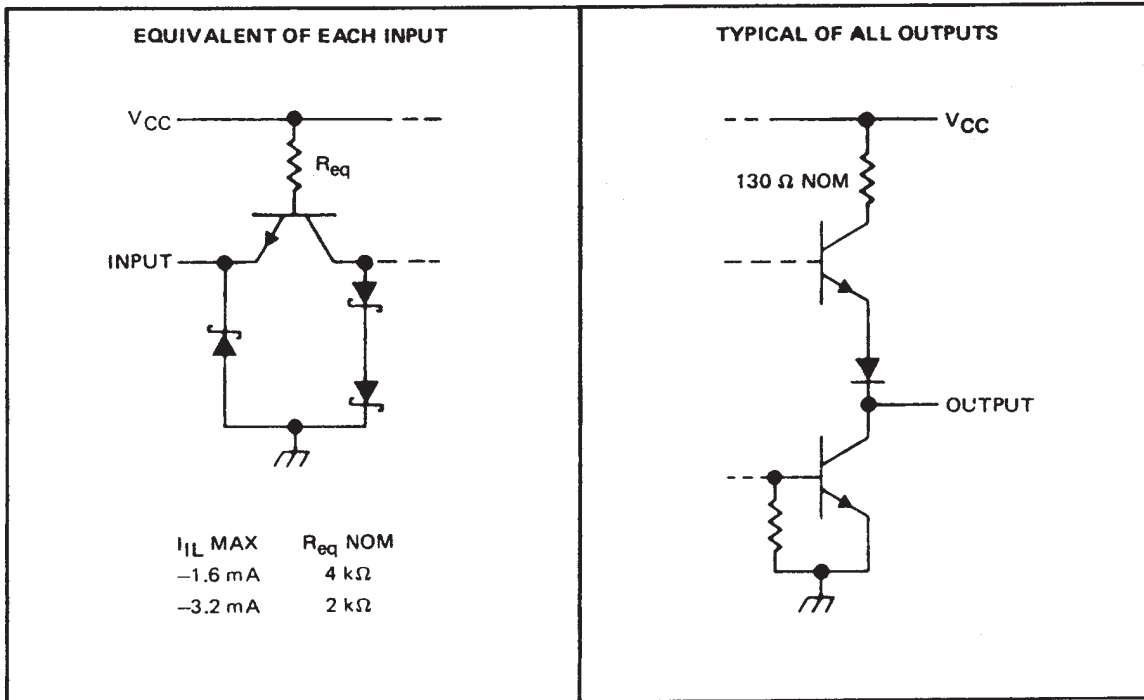 EQUIVALENT OF EACH INPUT
VCC
Req
INPUT
IIL MAX Req NOM
−1.6 mA 4 kΩ
−3.2 mA 2 kΩ
TYPICAL OF ALL OUTPUTS
VCC
130 Ω NOM
OUTPUT